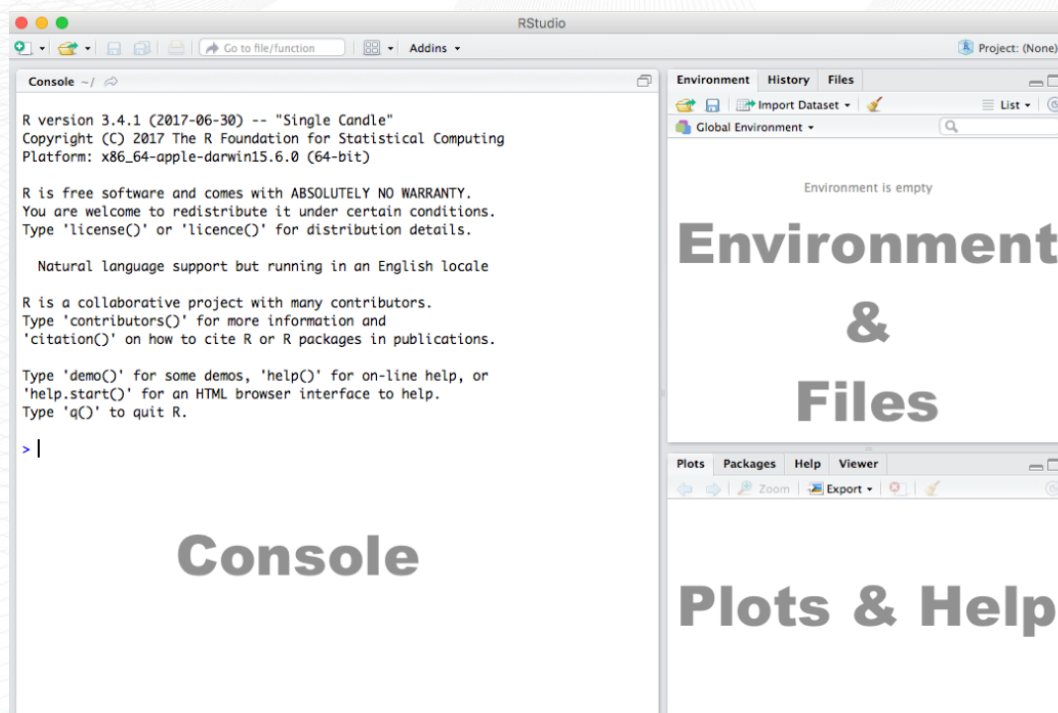 RStudio
Go to file/function
Addins
Project: (None)
Console ~/
R version 3.4.1 (2017-06-30) -- "Single Candle"
Copyright (C) 2017 The R Foundation for Statistical Computing
Platform: x86_64-apple-darwin15.6.0 (64-bit)
R is free software and comes with ABSOLUTELY NO WARRANTY.
You are welcome to redistribute it under certain conditions.
Type 'license()' or 'licence()' for distribution details.
Natural language support but running in an English locale
R is a collaborative project with many contributors.
Type 'contributors()' for more information and
'citation()' on how to cite R or R packages in publications.
Type 'demo()' for some demos, 'help()' for on-line help, or
'help.start()' for an HTML browser interface to help.
Type 'q()' to quit R.
>
Console
Environment History Files
Import Dataset List
Global Environment
Environment is empty
Environment
&
Files
Plots Packages Help Viewer
Zoom Export
Plots & Help